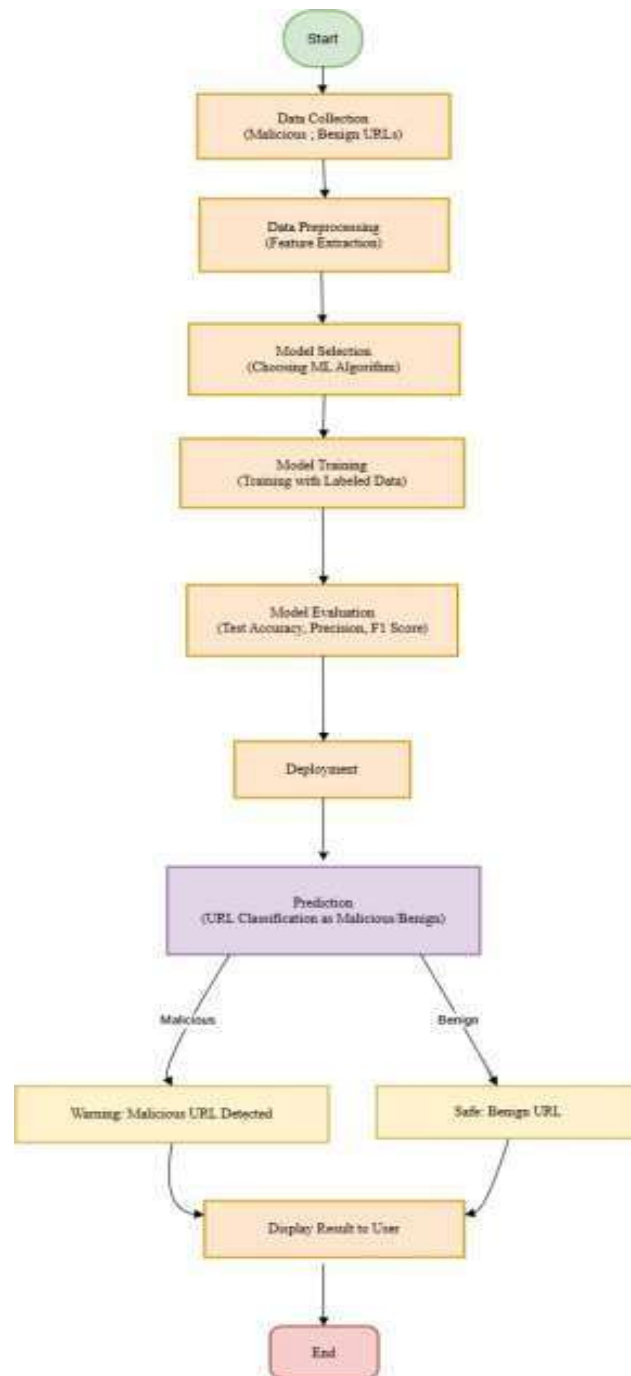 Start
Data Collection
(Malicious ; Benign URLs)
Data Preprocessing
(Feature Extraction)
Model Selection
(Choosing ML Algorithm)
Model Training
(Training with Labeled Data)
Model Evaluation
(Test Accuracy, Precision, F1 Score)
Deployment
Prediction
(URL Classification as Malicious/Benign)
Malicious
Benign
Warning: Malicious URL Detected
Safe: Benign URL
Display Result to User
End